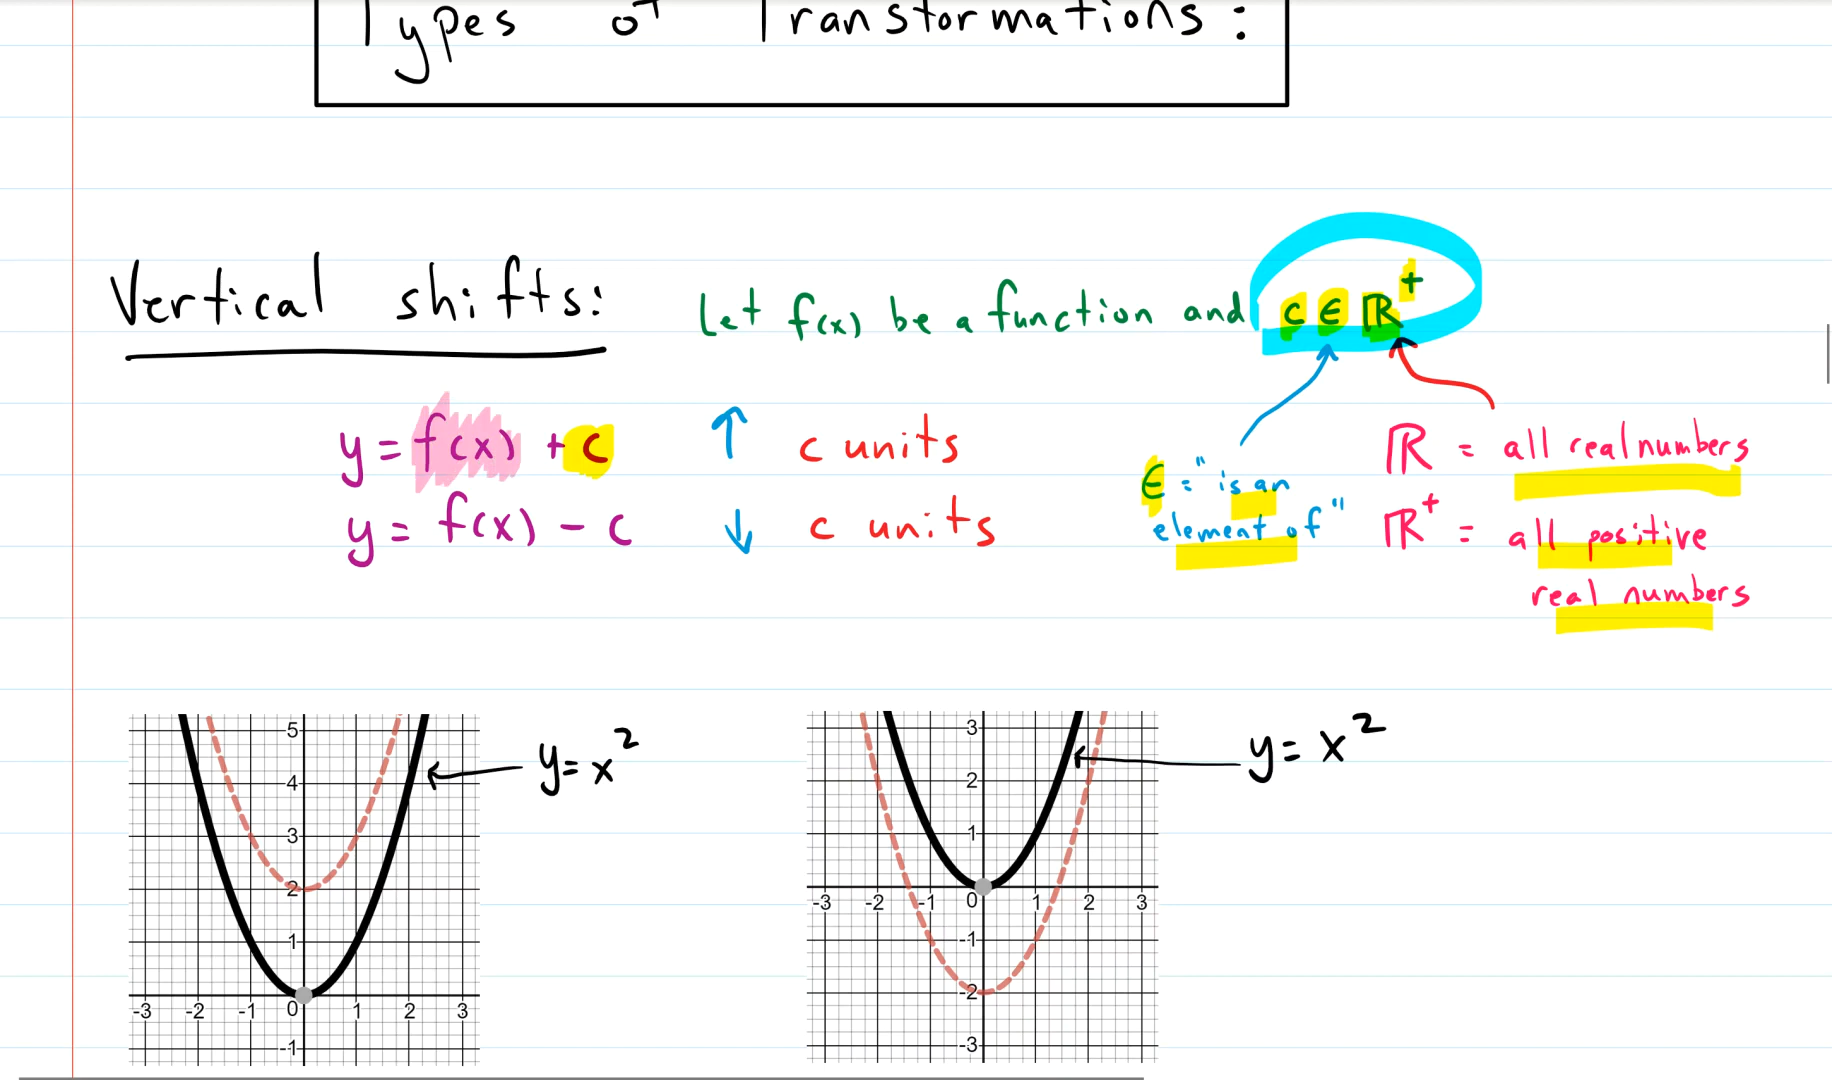 Types of Transformations:
Vertical shifts:
Let f(x) be a function and c ∈ ℝ⁺
y = f(x) + c ↑ c units
y = f(x) - c ↓ c units
∈ = "is an
element of"
ℝ = all real numbers
ℝ⁺ = all positive
real numbers
y = x²
5
4
3
2
1
-3 -2 -1 0 1 2 3
-1
y = x²
3
2
1
-3 -2 -1 0 1 2 3
-1
-2
-3